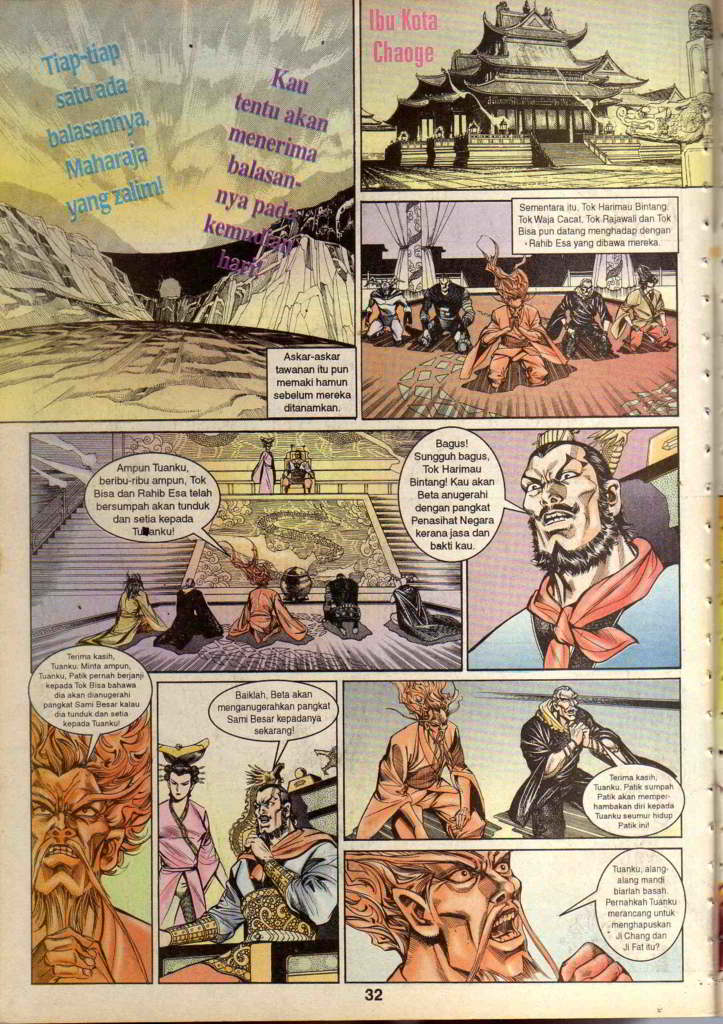 Tiap-tiap
satu ada
balasannya,
Maharaja
yang zalim!
Kau
tentu akan
menerima
balasan-
nya pada
kemudian
hari!
Askar-askar
tawanan itu pun
memaki hamun
sebelum mereka
ditanamkan.
Ibu Kota
Chaoge
Sementara itu, Tok Harimau Bintang,
Tok Waja Cacat, Tok Rajawali dan Tok
Bisa pun datang menghadap dengan
Rahib Esa yang dibawa mereka.
Ampun Tuanku,
beribu-ribu ampun, Tok
Bisa dan Rahib Esa telah
bersumpah akan tunduk
dan setia kepada
Tuanku!
Bagus!
Sungguh bagus,
Tok Harimau
Bintang! Kau akan
Beta anugerahi
dengan pangkat
Penasihat Negara
kerana jasa dan
bakti kau.
Terima kasih,
Tuanku. Minta ampun,
Tuanku, Patik pernah berjanji
kepada Tok Bisa bahawa
dia akan dianugerahi
pangkat Sami Besar kalau
dia tunduk dan setia
kepada Tuanku!
Baiklah, Beta akan
menganugerahkan pangkat
Sami Besar kepadanya
sekarang!
Terima kasih,
Tuanku. Patik sumpah
Patik akan memper-
hambakan diri kepada
Tuanku seumur hidup
Patik ini!
Tuanku, alang-
alang mandi
biarlah basah.
Pernahkah Tuanku
merancang untuk
menghapuskan
Ji Chang dan
Ji Fat itu?
32